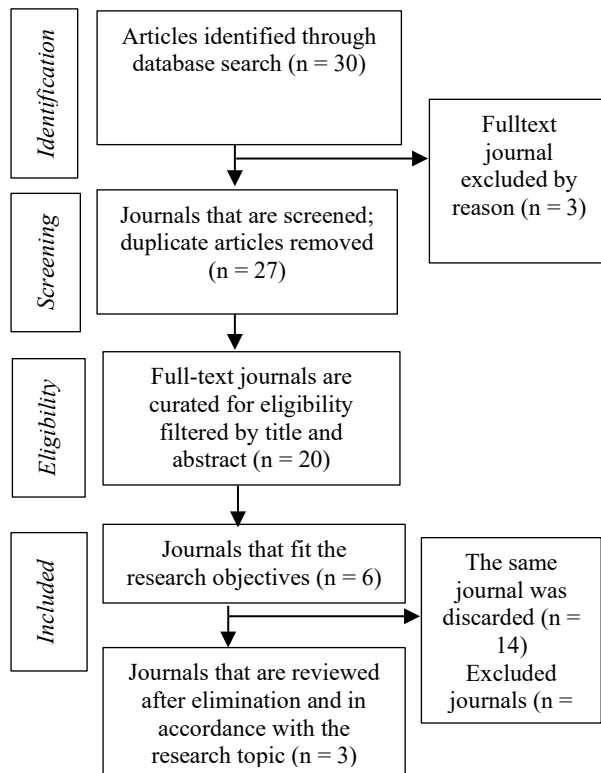 Identification
Articles identified through
database search (n = 30)
Fulltext
journal
excluded by
reason (n = 3)
Screening
Journals that are screened;
duplicate articles removed
(n = 27)
Eligibility
Full-text journals are
curated for eligibility
filtered by title and
abstract (n = 20)
Included
Journals that fit the
research objectives (n = 6)
The same
journal was
discarded (n =
14)
Excluded
journals (n =
Journals that are reviewed
after elimination and in
accordance with the
research topic (n = 3)